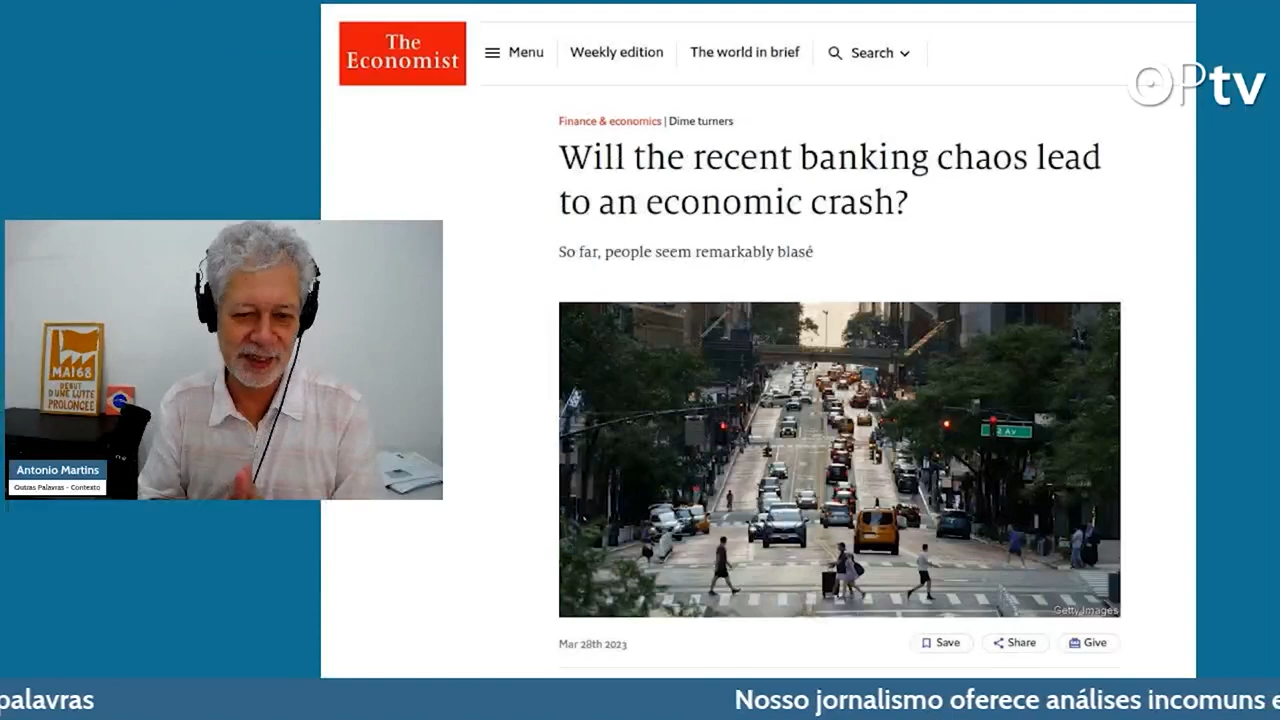 The
Economist
Menu
Weekly edition
The world in brief
Search
OPtv
Finance & economics | Dime turners
Will the recent banking chaos lead
to an economic crash?
So far, people seem remarkably blasé
MAI 68
DEBUT
D'UNE LUTTE
PROLONGEE
2 Av
Antonio Martins
Outras Palavras - Contexto
Getty Images
Mar 28th 2023
Save
Share
Give
palavras
Nosso jornalismo oferece análises incomuns e